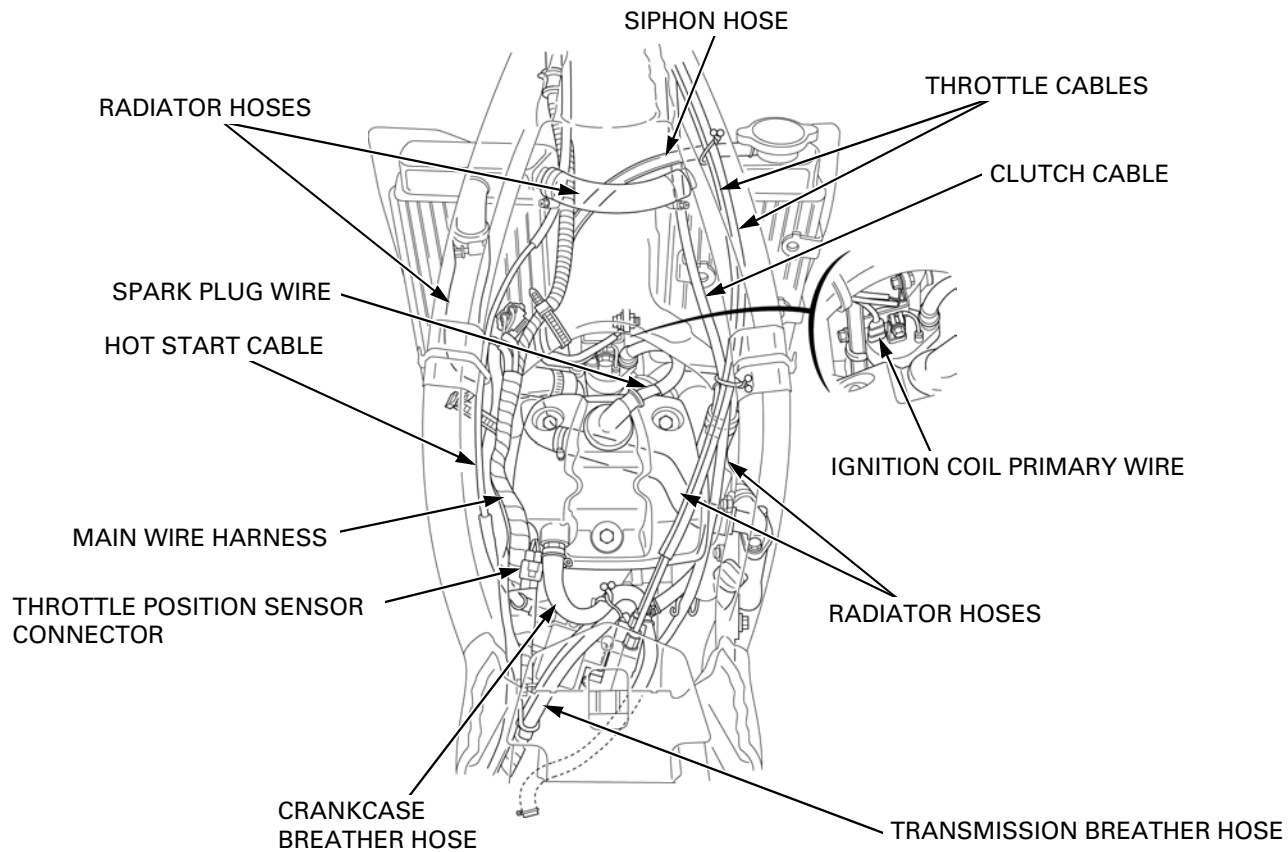 SIPHON HOSE
RADIATOR HOSES
THROTTLE CABLES
CLUTCH CABLE
SPARK PLUG WIRE
HOT START CABLE
IGNITION COIL PRIMARY WIRE
MAIN WIRE HARNESS
THROTTLE POSITION SENSOR
CONNECTOR
RADIATOR HOSES
CRANKCASE
BREATHER HOSE
TRANSMISSION BREATHER HOSE